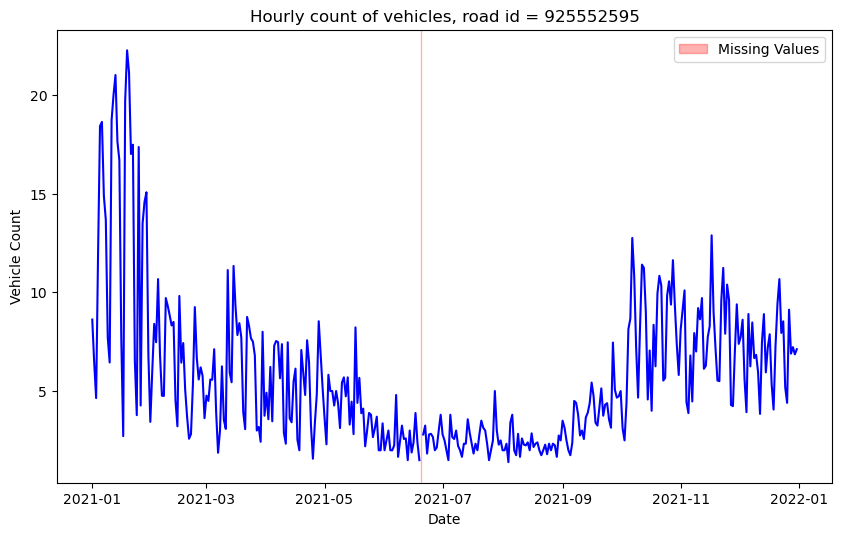 Hourly count of vehicles, road id = 925552595
Missing Values
Vehicle Count
20
15
10
5
2021-01
2021-03
2021-05
2021-07
2021-09
2021-11
2022-01
Date